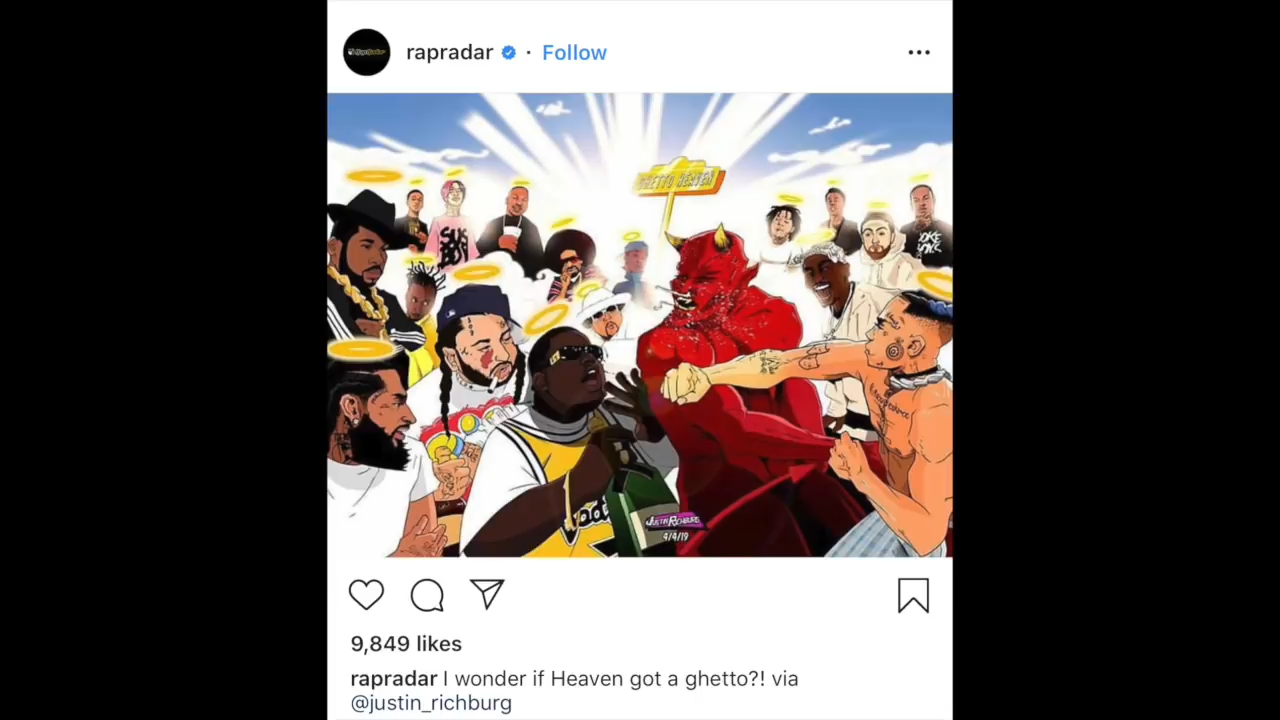 rapradar · Follow
GHETTO HEAVEN
SUS
BOY
JUSTIN RICHBURG
4/4/19
9,849 likes
rapradar I wonder if Heaven got a ghetto?! via
@justin_richburg